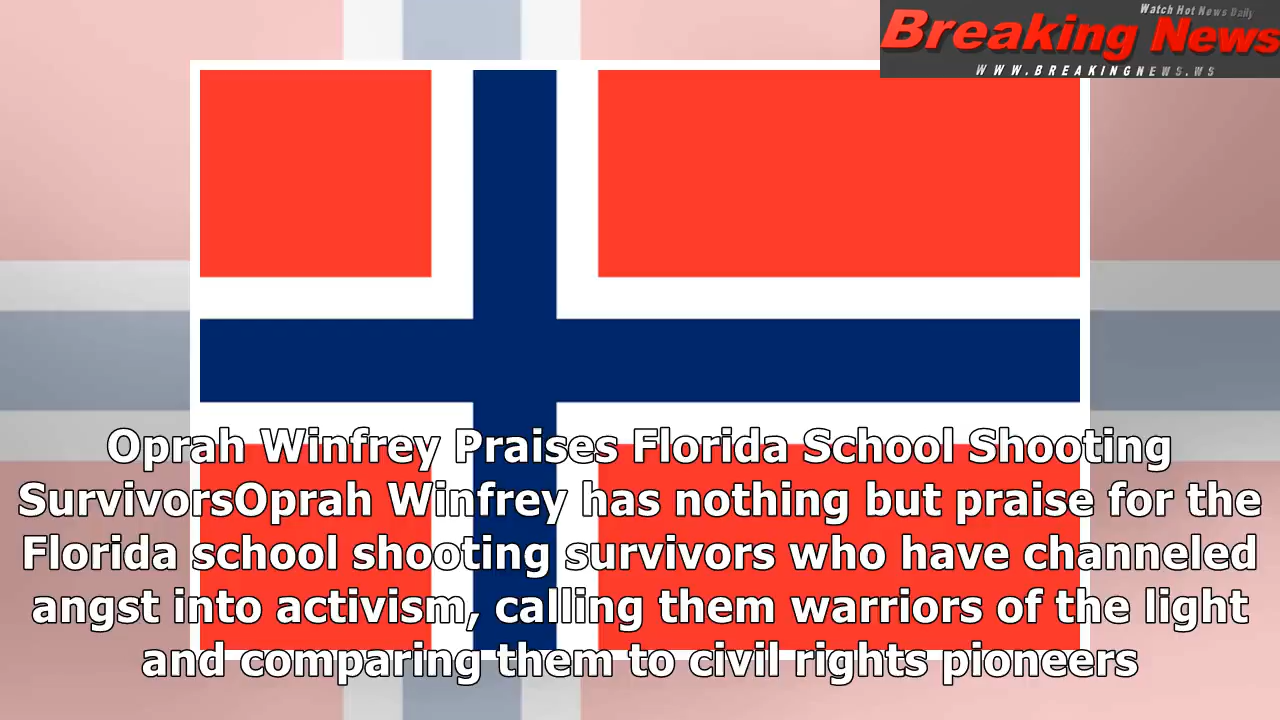 Watch Hot News Daily
Breaking News
WWW.BREAKINGNEWS.WS
Oprah Winfrey Praises Florida School Shooting
SurvivorsOprah Winfrey has nothing but praise for the
Florida school shooting survivors who have channeled
angst into activism, calling them warriors of the light
and comparing them to civil rights pioneers